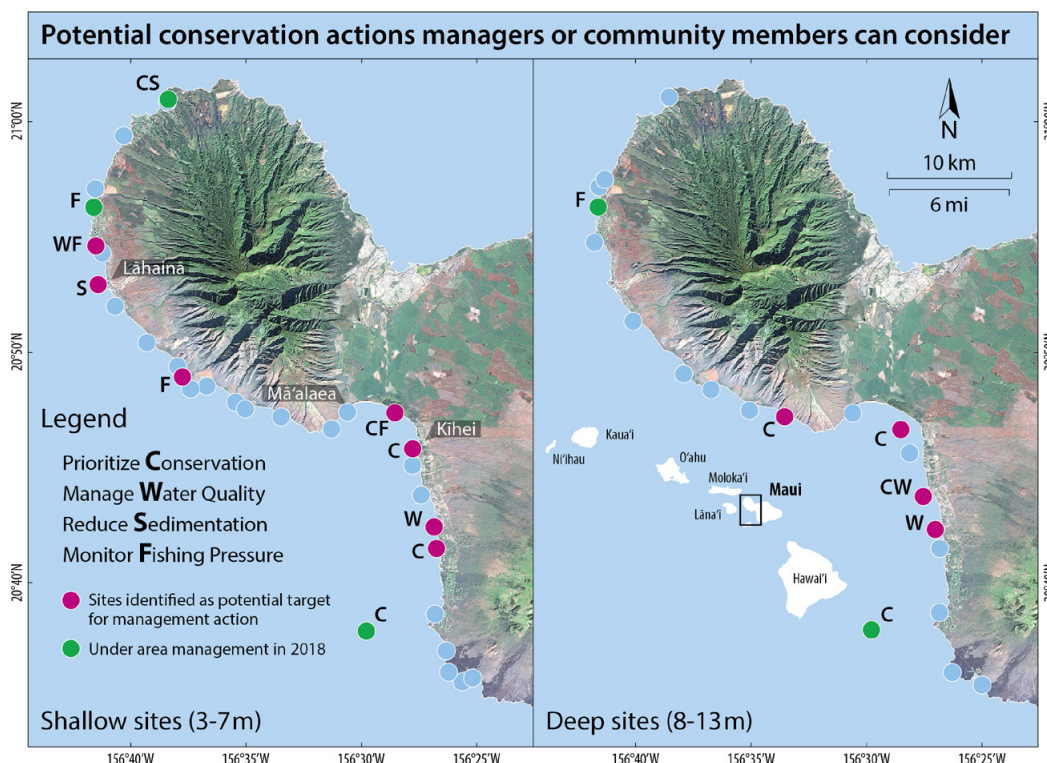 Potential conservation actions managers or community members can consider
CS
F
WF
Lāhainā
S
F
Mā'alaea
CF
Kīhei
C
W
C
C
Legend
Prioritize Conservation
Manage Water Quality
Reduce Sedimentation
Monitor Fishing Pressure
Sites identified as potential target
for management action
Under area management in 2018
Shallow sites (3-7m)
21°00'N
20°50'N
20°40'N
156°40'W
156°35'W
156°30'W
156°25'W
N
10 km
6 mi
F
C
C
CW
W
C
Kaua'i
Ni'ihau
O'ahu
Moloka'i
Maui
Lāna'i
Hawai'i
Deep sites (8-13m)
156°40'W
156°35'W
156°30'W
156°25'W